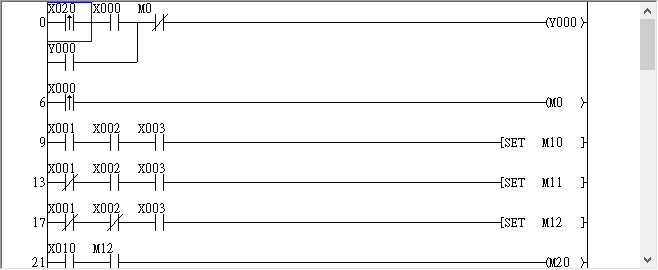 X020 X000 M0
0 (Y000 )
Y000
X000
6 (M0 )
X001 X002 X003
9 [SET M10 ]
X001 X002 X003
13 [SET M11 ]
X001 X002 X003
17 [SET M12 ]
X010 M12
21 (M20 )